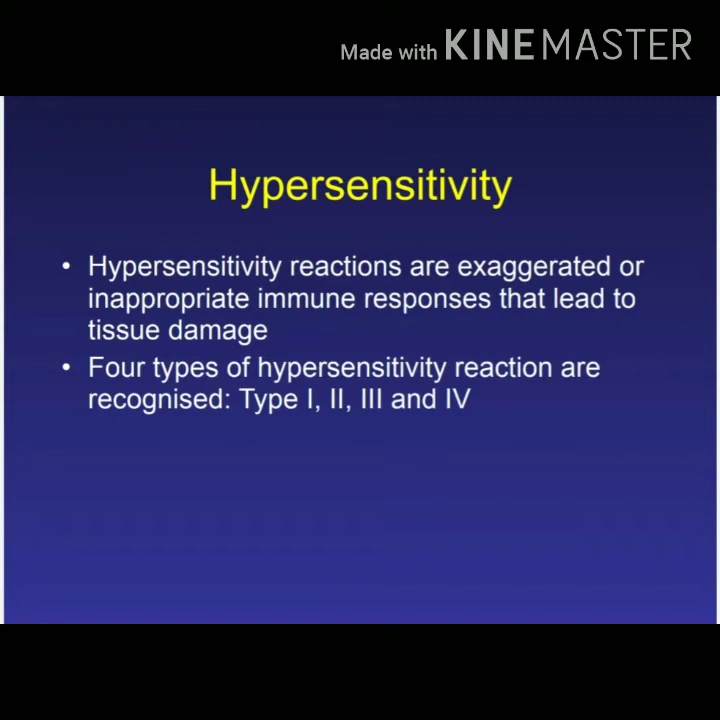 Made with KINEMASTER
Hypersensitivity
• Hypersensitivity reactions are exaggerated or
inappropriate immune responses that lead to
tissue damage
• Four types of hypersensitivity reaction are
recognised: Type I, II, III and IV